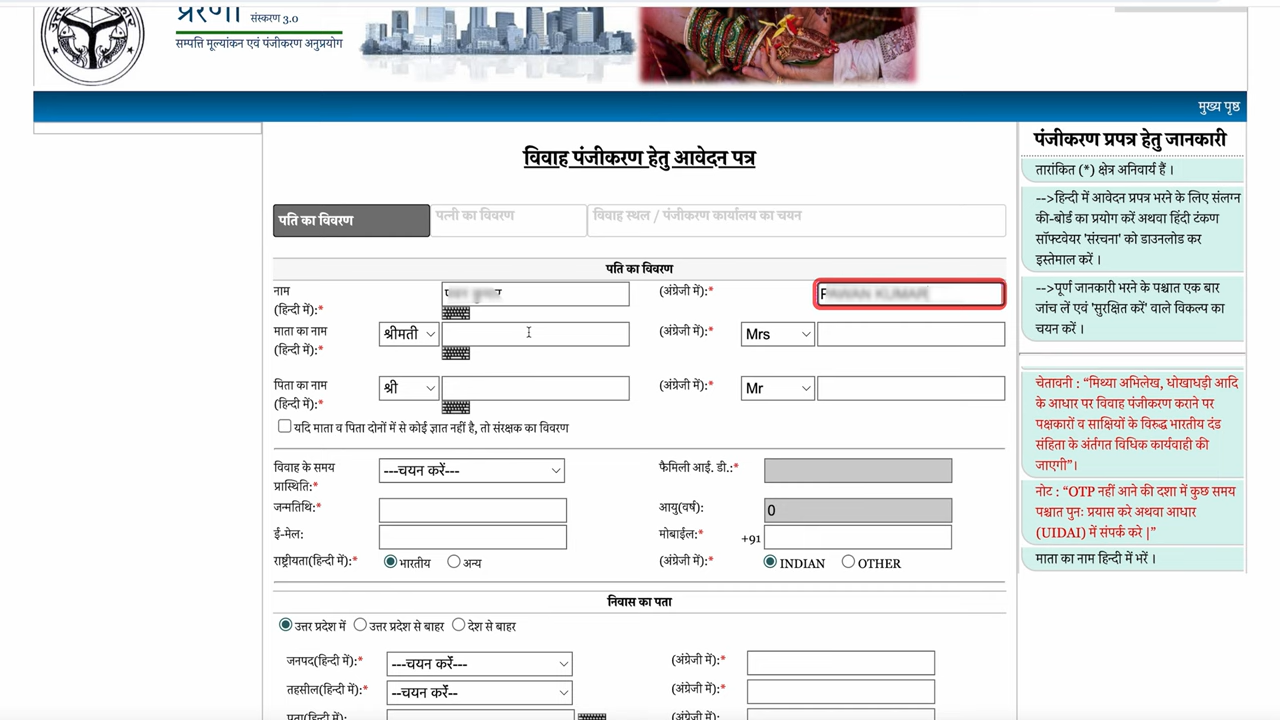 प्रेरणा संस्करण 3.0
सम्पत्ति मूल्यांकन एवं पंजीकरण अनुप्रयोग
मुख्य पृष्ठ
विवाह पंजीकरण हेतु आवेदन पत्र
पति का विवरण पत्नी का विवरण विवाह स्थल / पंजीकरण कार्यालय का चयन
पति का विवरण
नाम (अंग्रेजी में):*
(हिन्दी में):*
माता का नाम श्रीमती (अंग्रेजी में):* Mrs
(हिन्दी में):*
पिता का नाम श्री (अंग्रेजी में):* Mr
(हिन्दी में):*
यदि माता व पिता दोनों में से कोई ज्ञात नहीं है, तो संरक्षक का विवरण
विवाह के समय ---चयन करें--- फैमिली आई. डी.:*
प्रास्थिति:*
जन्मतिथि:* आयु(वर्ष): 0
ई-मेल: मोबाईल:* +91
राष्ट्रीयता(हिन्दी में):* भारतीय अन्य (अंग्रेजी में):* INDIAN OTHER
निवास का पता
उत्तर प्रदेश में उत्तर प्रदेश से बाहर देश से बाहर
जनपद(हिन्दी में):* ---चयन करें--- (अंग्रेजी में):*
तहसील(हिन्दी में):* --चयन करें-- (अंग्रेजी में):*
पता(हिन्दी में): (अंग्रेजी में):*
पंजीकरण प्रपत्र हेतु जानकारी
तारांकित (*) क्षेत्र अनिवार्य हैं ।
-->हिन्दी में आवेदन प्रपत्र भरने के लिए संलग्न
की-बोर्ड का प्रयोग करें अथवा हिंदी टंकण
सॉफ्टवेयर 'संरचना' को डाउनलोड कर
इस्तेमाल करें ।
-->पूर्ण जानकारी भरने के पश्चात एक बार
जांच लें एवं 'सुरक्षित करें' वाले विकल्प का
चयन करें ।
चेतावनी : “मिथ्या अभिलेख, धोखाधड़ी आदि
के आधार पर विवाह पंजीकरण कराने पर
पक्षकारों व साक्षियों के विरुद्ध भारतीय दंड
संहिता के अंर्तगत विधिक कार्यवाही की
जाएगी”।
नोट : “OTP नहीं आने की दशा में कुछ समय
पश्चात पुनः प्रयास करे अथवा आधार
(UIDAI) में संपर्क करे |”
माता का नाम हिन्दी में भरें ।